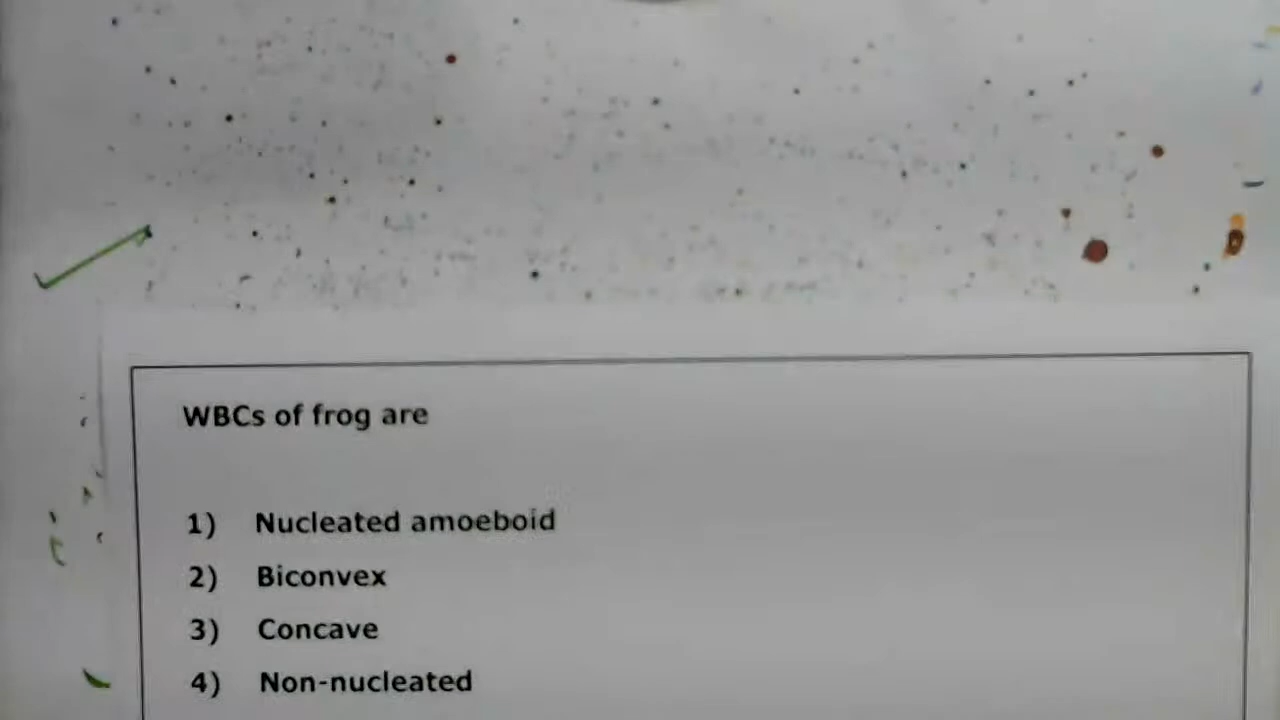 WBCs of frog are
1) Nucleated amoeboid
2) Biconvex
3) Concave
4) Non-nucleated